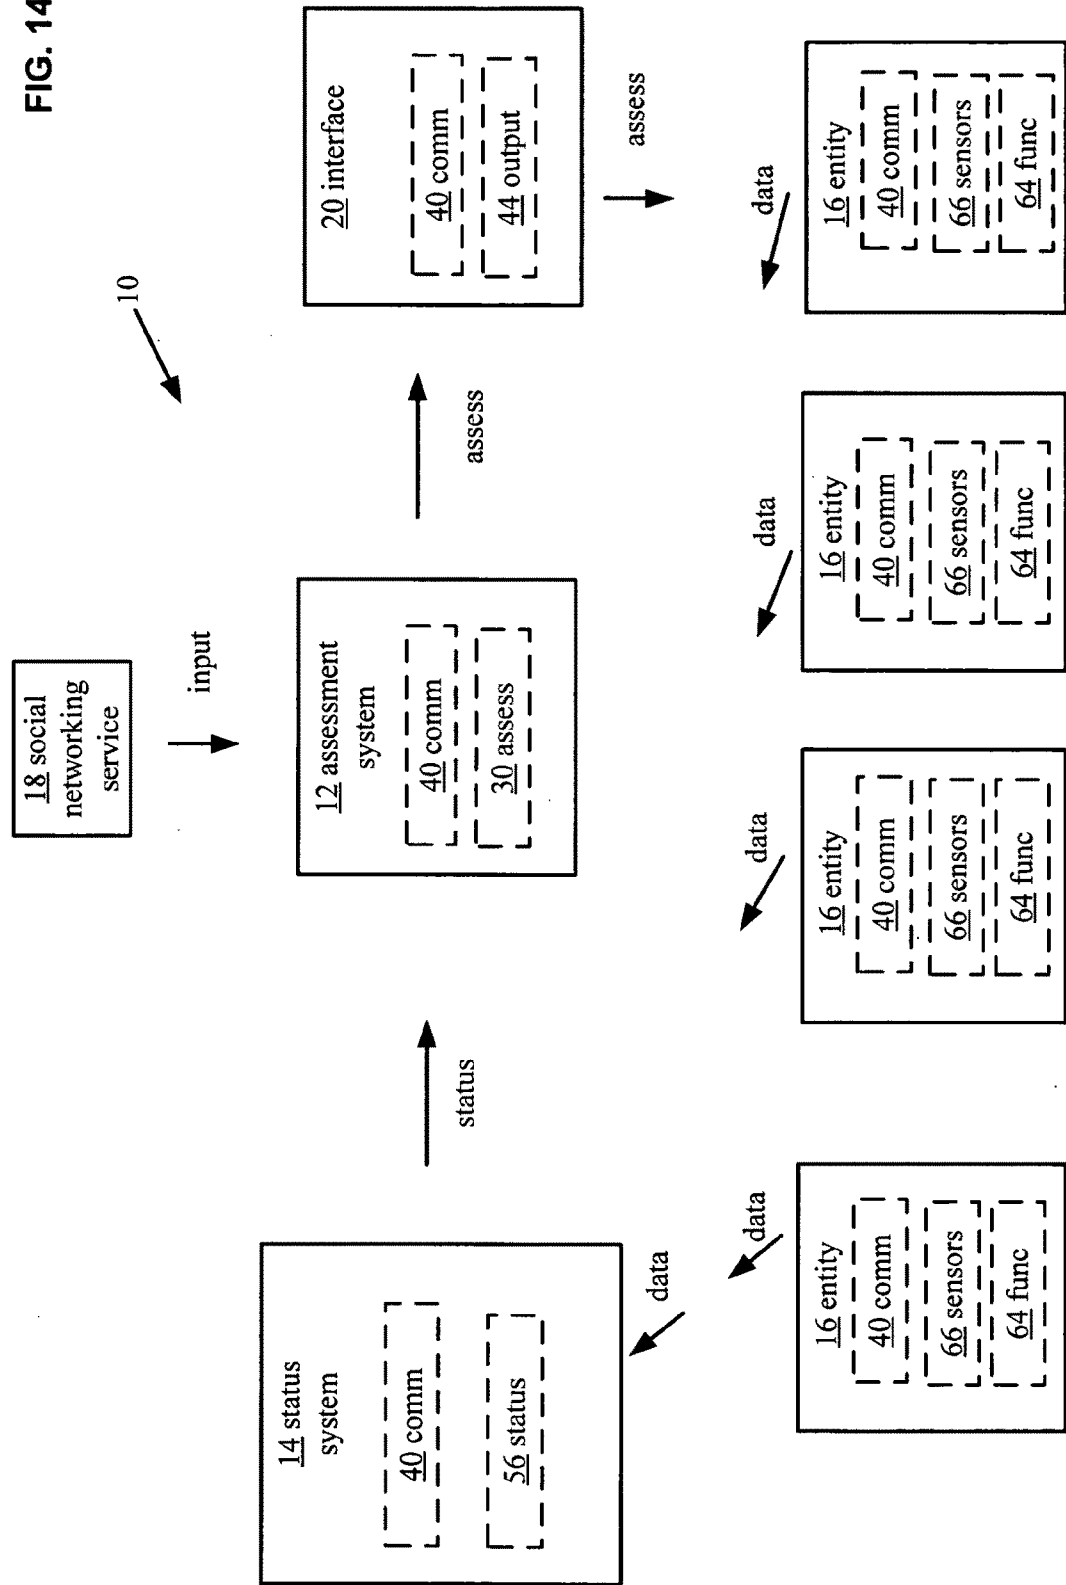 FIG. 14
10
18 social
networking
service
input
14 status
system
40 comm
56 status
status
12 assessment
system
40 comm
30 assess
assess
20 interface
40 comm
44 output
assess
data
data
data
data
data
16 entity
40 comm
66 sensors
64 func
16 entity
40 comm
66 sensors
64 func
16 entity
40 comm
66 sensors
64 func
16 entity
40 comm
66 sensors
64 func